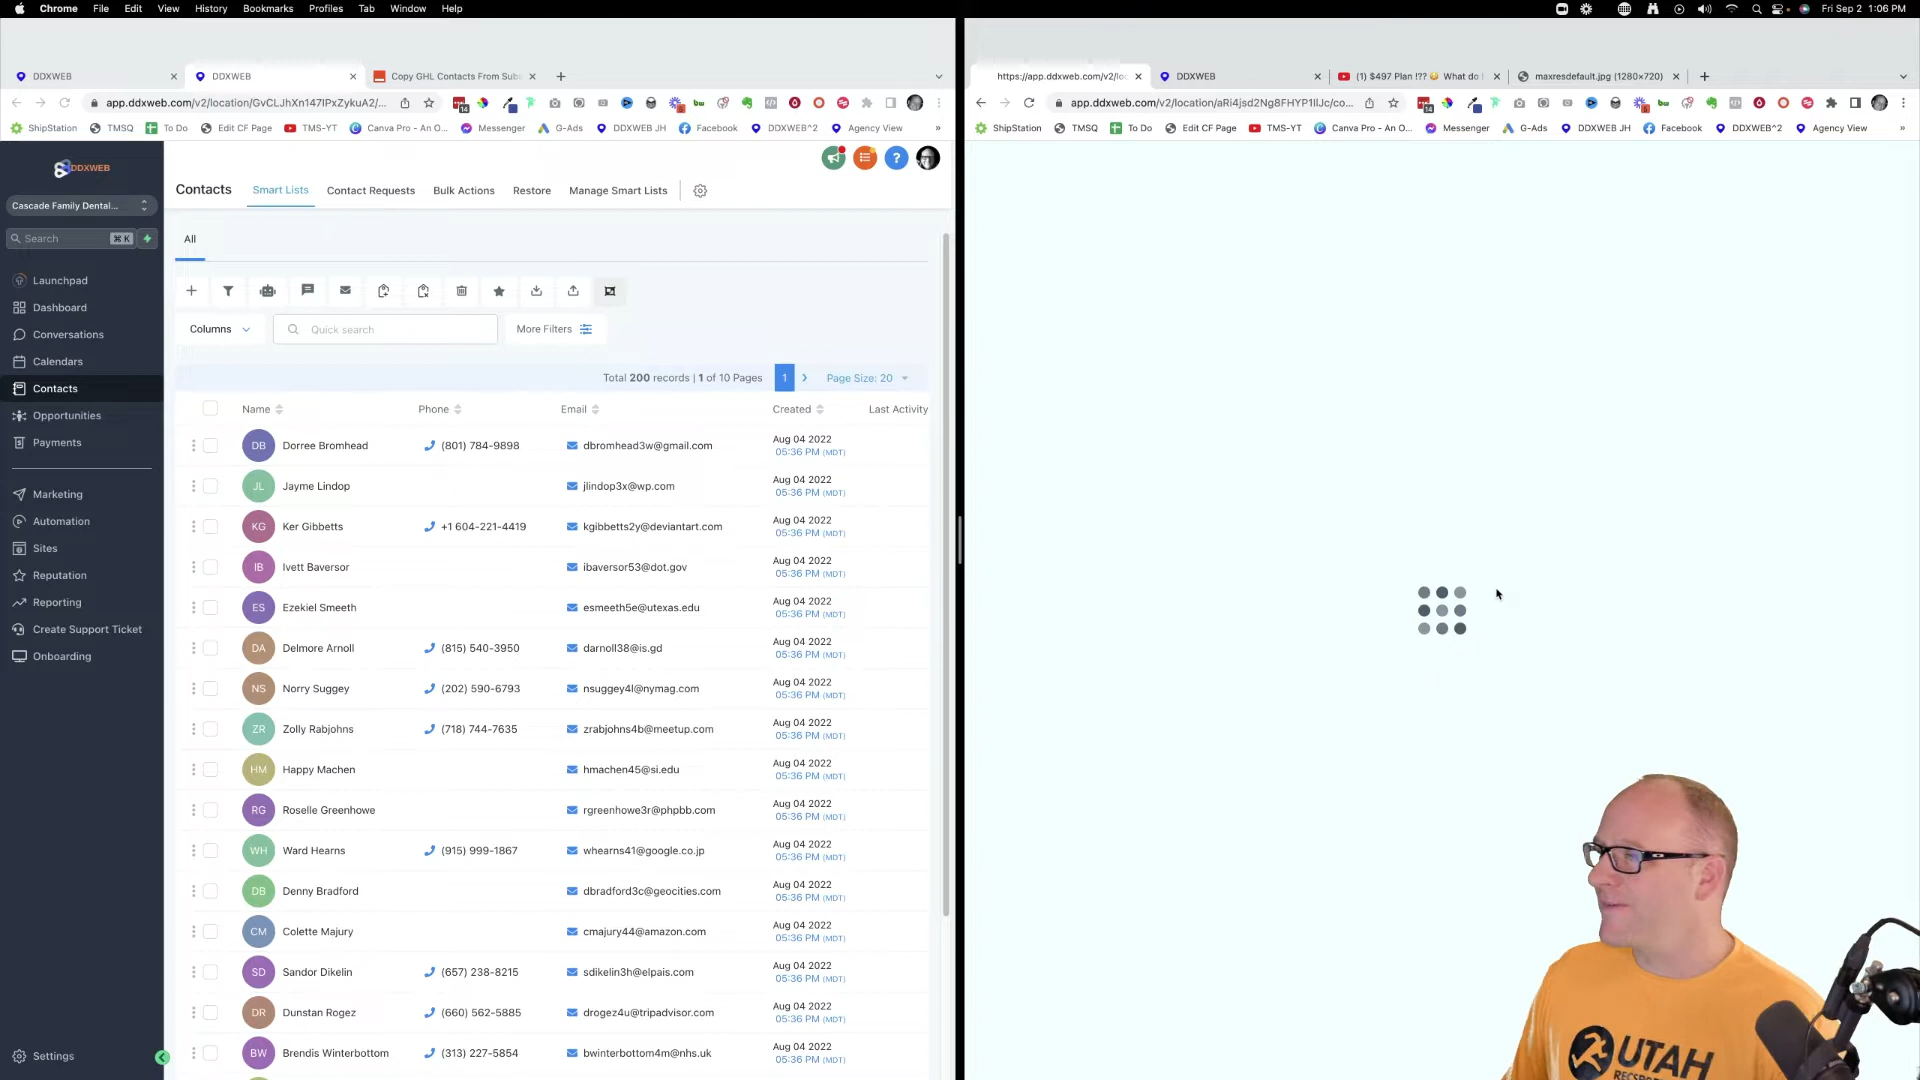 Chrome File Edit View History Bookmarks Profiles Tab Window Help
Fri Sep 2 1:06 PM
DDXWEB
DDXWEB
Copy GHL Contacts From Sub
app.ddxweb.com/v2/location/GvCLJhXn147IPxZykuA2/...
ShipStation TMSQ To Do Edit CF Page TMS-YT Canva Pro - An O... Messenger G-Ads DDXWEB JH Facebook DDXWEB^2 Agency View
https://app.ddxweb.com/v2/loc
DDXWEB
(1) $497 Plan !?? What do
maxresdefault.jpg (1280×720)
app.ddxweb.com/v2/location/aRi4jsd2Ng8FHYP1IIJc/co...
ShipStation TMSQ To Do Edit CF Page TMS-YT Canva Pro - An O... Messenger G-Ads DDXWEB JH Facebook DDXWEB^2 Agency View
DDXWEB
Cascade Family Dental...
Search ⌘ K
Launchpad
Dashboard
Conversations
Calendars
Contacts
Opportunities
Payments
Marketing
Automation
Sites
Reputation
Reporting
Create Support Ticket
Onboarding
Settings
Contacts Smart Lists Contact Requests Bulk Actions Restore Manage Smart Lists
All
Columns Quick search More Filters
Total 200 records | 1 of 10 Pages 1 Page Size: 20
Name Phone Email Created Last Activity
DB Dorree Bromhead (801) 784-9898 dbromhead3w@gmail.com Aug 04 2022
05:36 PM (MDT)
JL Jayme Lindop jlindop3x@wp.com Aug 04 2022
05:36 PM (MDT)
KG Ker Gibbetts +1 604-221-4419 kgibbetts2y@deviantart.com Aug 04 2022
05:36 PM (MDT)
IB Ivett Baversor ibaversor53@dot.gov Aug 04 2022
05:36 PM (MDT)
ES Ezekiel Smeeth esmeeth5e@utexas.edu Aug 04 2022
05:36 PM (MDT)
DA Delmore Arnoll (815) 540-3950 darnoll38@is.gd Aug 04 2022
05:36 PM (MDT)
NS Norry Suggey (202) 590-6793 nsuggey4l@nymag.com Aug 04 2022
05:36 PM (MDT)
ZR Zolly Rabjohns (718) 744-7635 zrabjohns4b@meetup.com Aug 04 2022
05:36 PM (MDT)
HM Happy Machen hmachen45@si.edu Aug 04 2022
05:36 PM (MDT)
RG Roselle Greenhowe rgreenhowe3r@phpbb.com Aug 04 2022
05:36 PM (MDT)
WH Ward Hearns (915) 999-1867 whearns41@google.co.jp Aug 04 2022
05:36 PM (MDT)
DB Denny Bradford dbradford3c@geocities.com Aug 04 2022
05:36 PM (MDT)
CM Colette Majury cmajury44@amazon.com Aug 04 2022
05:36 PM (MDT)
SD Sandor Dikelin (657) 238-8215 sdikelin3h@elpais.com Aug 04 2022
05:36 PM (MDT)
DR Dunstan Rogez (660) 562-5885 drogez4u@tripadvisor.com Aug 04 2022
05:36 PM (MDT)
BW Brendis Winterbottom (313) 227-5854 bwinterbottom4m@nhs.uk Aug 04 2022
05:36 PM (MDT)
UTAH